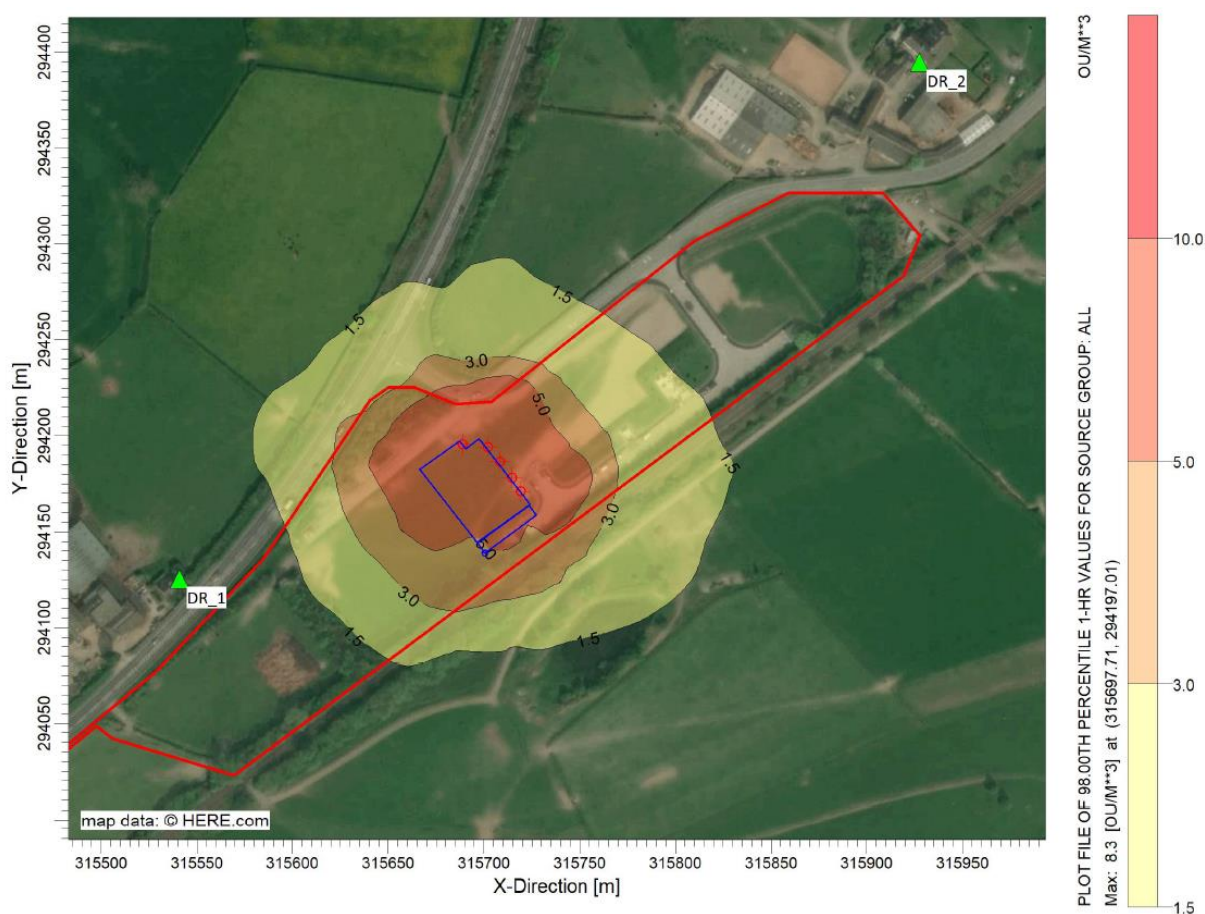 294400
294350
294300
294250
294200
294150
294100
294050
Y-Direction [m]
DR_2
1.5
1.5
3.0
5.0
1.5
3.0
5.0
3.0
1.5
1.5
DR_1
map data: © HERE.com
315500 315550 315600 315650 315700 315750 315800 315850 315900 315950
X-Direction [m]
PLOT FILE OF 98.00TH PERCENTILE 1-HR VALUES FOR SOURCE GROUP: ALL
OU/M**3
Max: 8.3 [OU/M**3] at (315697.71, 294197.01)
10.0
5.0
3.0
1.5